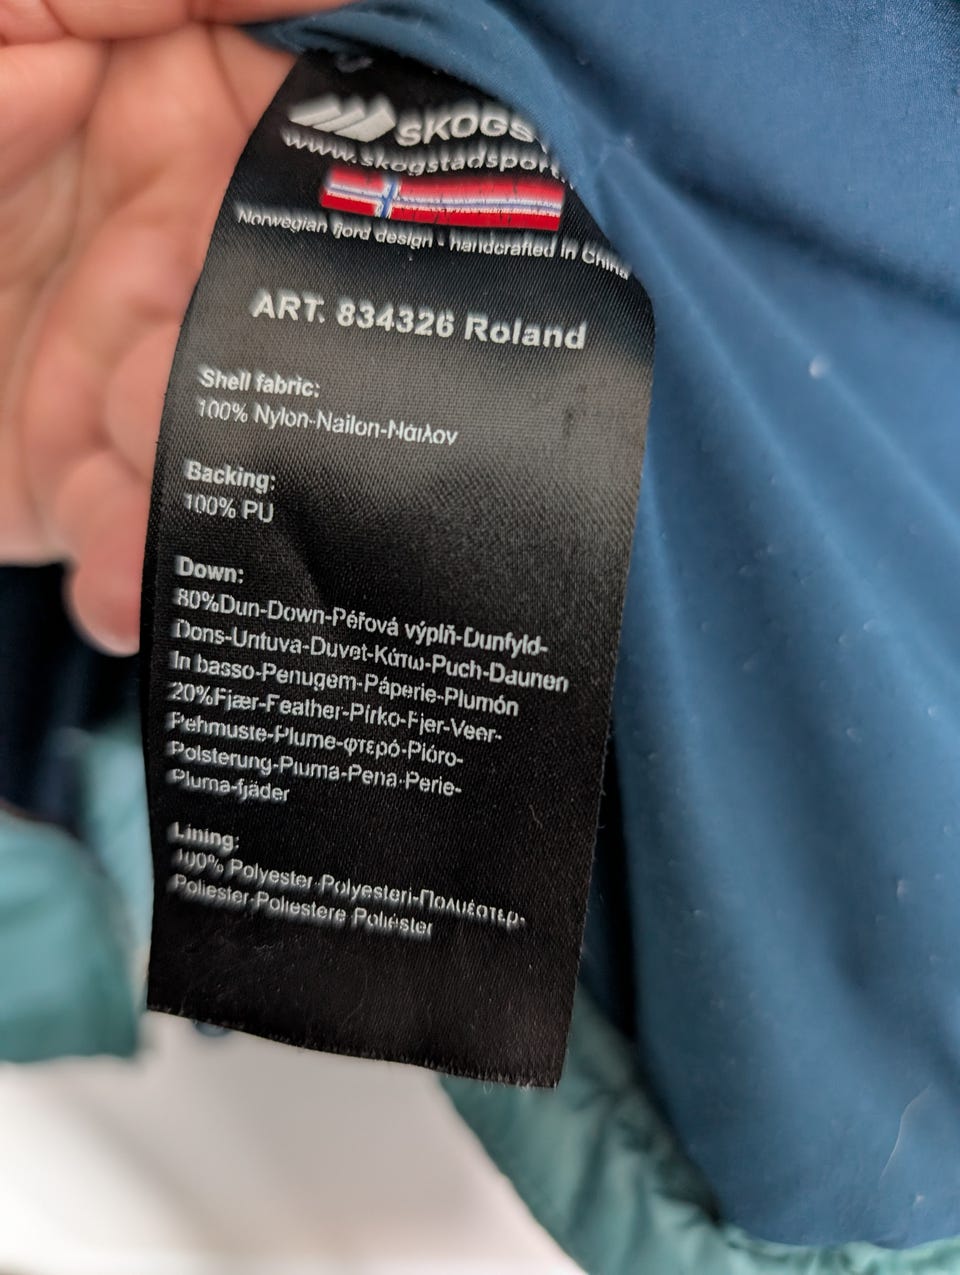 SKOGS
www.skogstadspor
Norwegian fjord design - handcrafted in China
ART. 834326 Roland
Shell fabric:
100% Nylon-Nailon-Νάιλον
Backing:
100% PU
Down:
80%Dun-Down-Péřová výplň-Dunfyld-
Dons-Untuva-Duvet-Κάτω-Puch-Daunen
In basso-Penugem-Páperie-Plumón
20%Fjær-Feather-Pírko-Fjer-Veer-
Pehmuste-Plume-φτερό-Pióro-
Polsterung-Piuma-Pena-Perie-
Pluma-fjäder
Lining:
100% Polyester-Polyesteri-Πολυέστερ-
Poliester-Poliestere-Poliéster